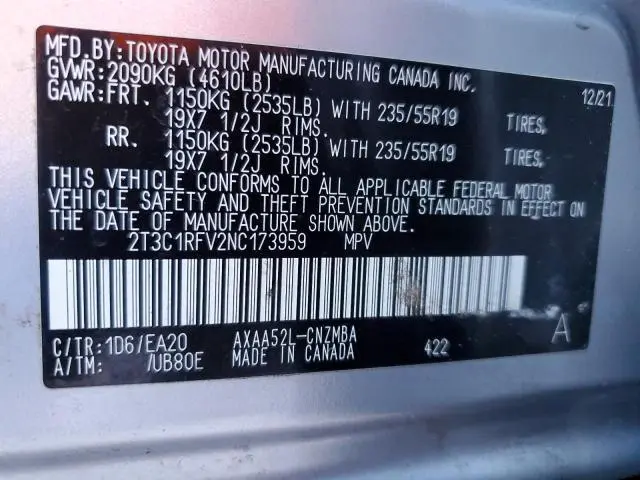 MFD.BY:TOYOTA MOTOR MANUFACTURING CANADA INC.
GVWR:2090KG (4610LB) 12/21
GAWR:FRT. 1150KG (2535LB) WITH 235/55R19 TIRES,
19X7 1/2J RIMS.
RR. 1150KG (2535LB) WITH 235/55R19 TIRES,
19X7 1/2J RIMS.
THIS VEHICLE CONFORMS TO ALL APPLICABLE FEDERAL MOTOR
VEHICLE SAFETY AND THEFT PREVENTION STANDARDS IN EFFECT ON
THE DATE OF MANUFACTURE SHOWN ABOVE.
2T3C1RFV2NC173959 MPV
C/TR:1D6/EA20 AXAA52L-CNZMBA 422 A
A/TM: /UB80E MADE IN CANADA